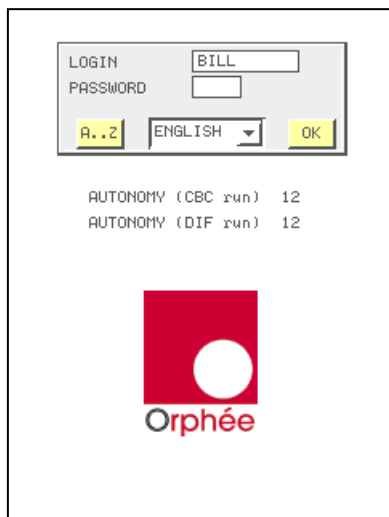 LOGIN BILL
PASSWORD
A..Z ENGLISH OK
AUTONOMY (CBC run) 12
AUTONOMY (DIF run) 12
Orphée